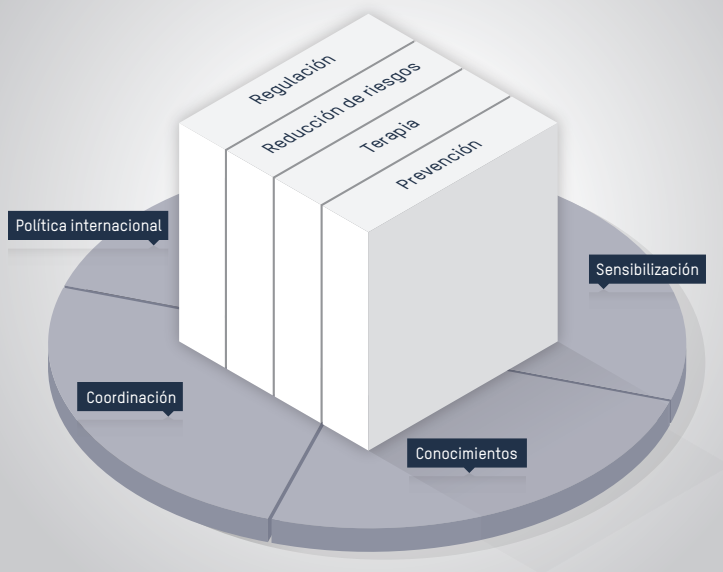 Regulación
Reducción de riesgos
Terapia
Prevención
Política internacional
Sensibilización
Coordinación
Conocimientos